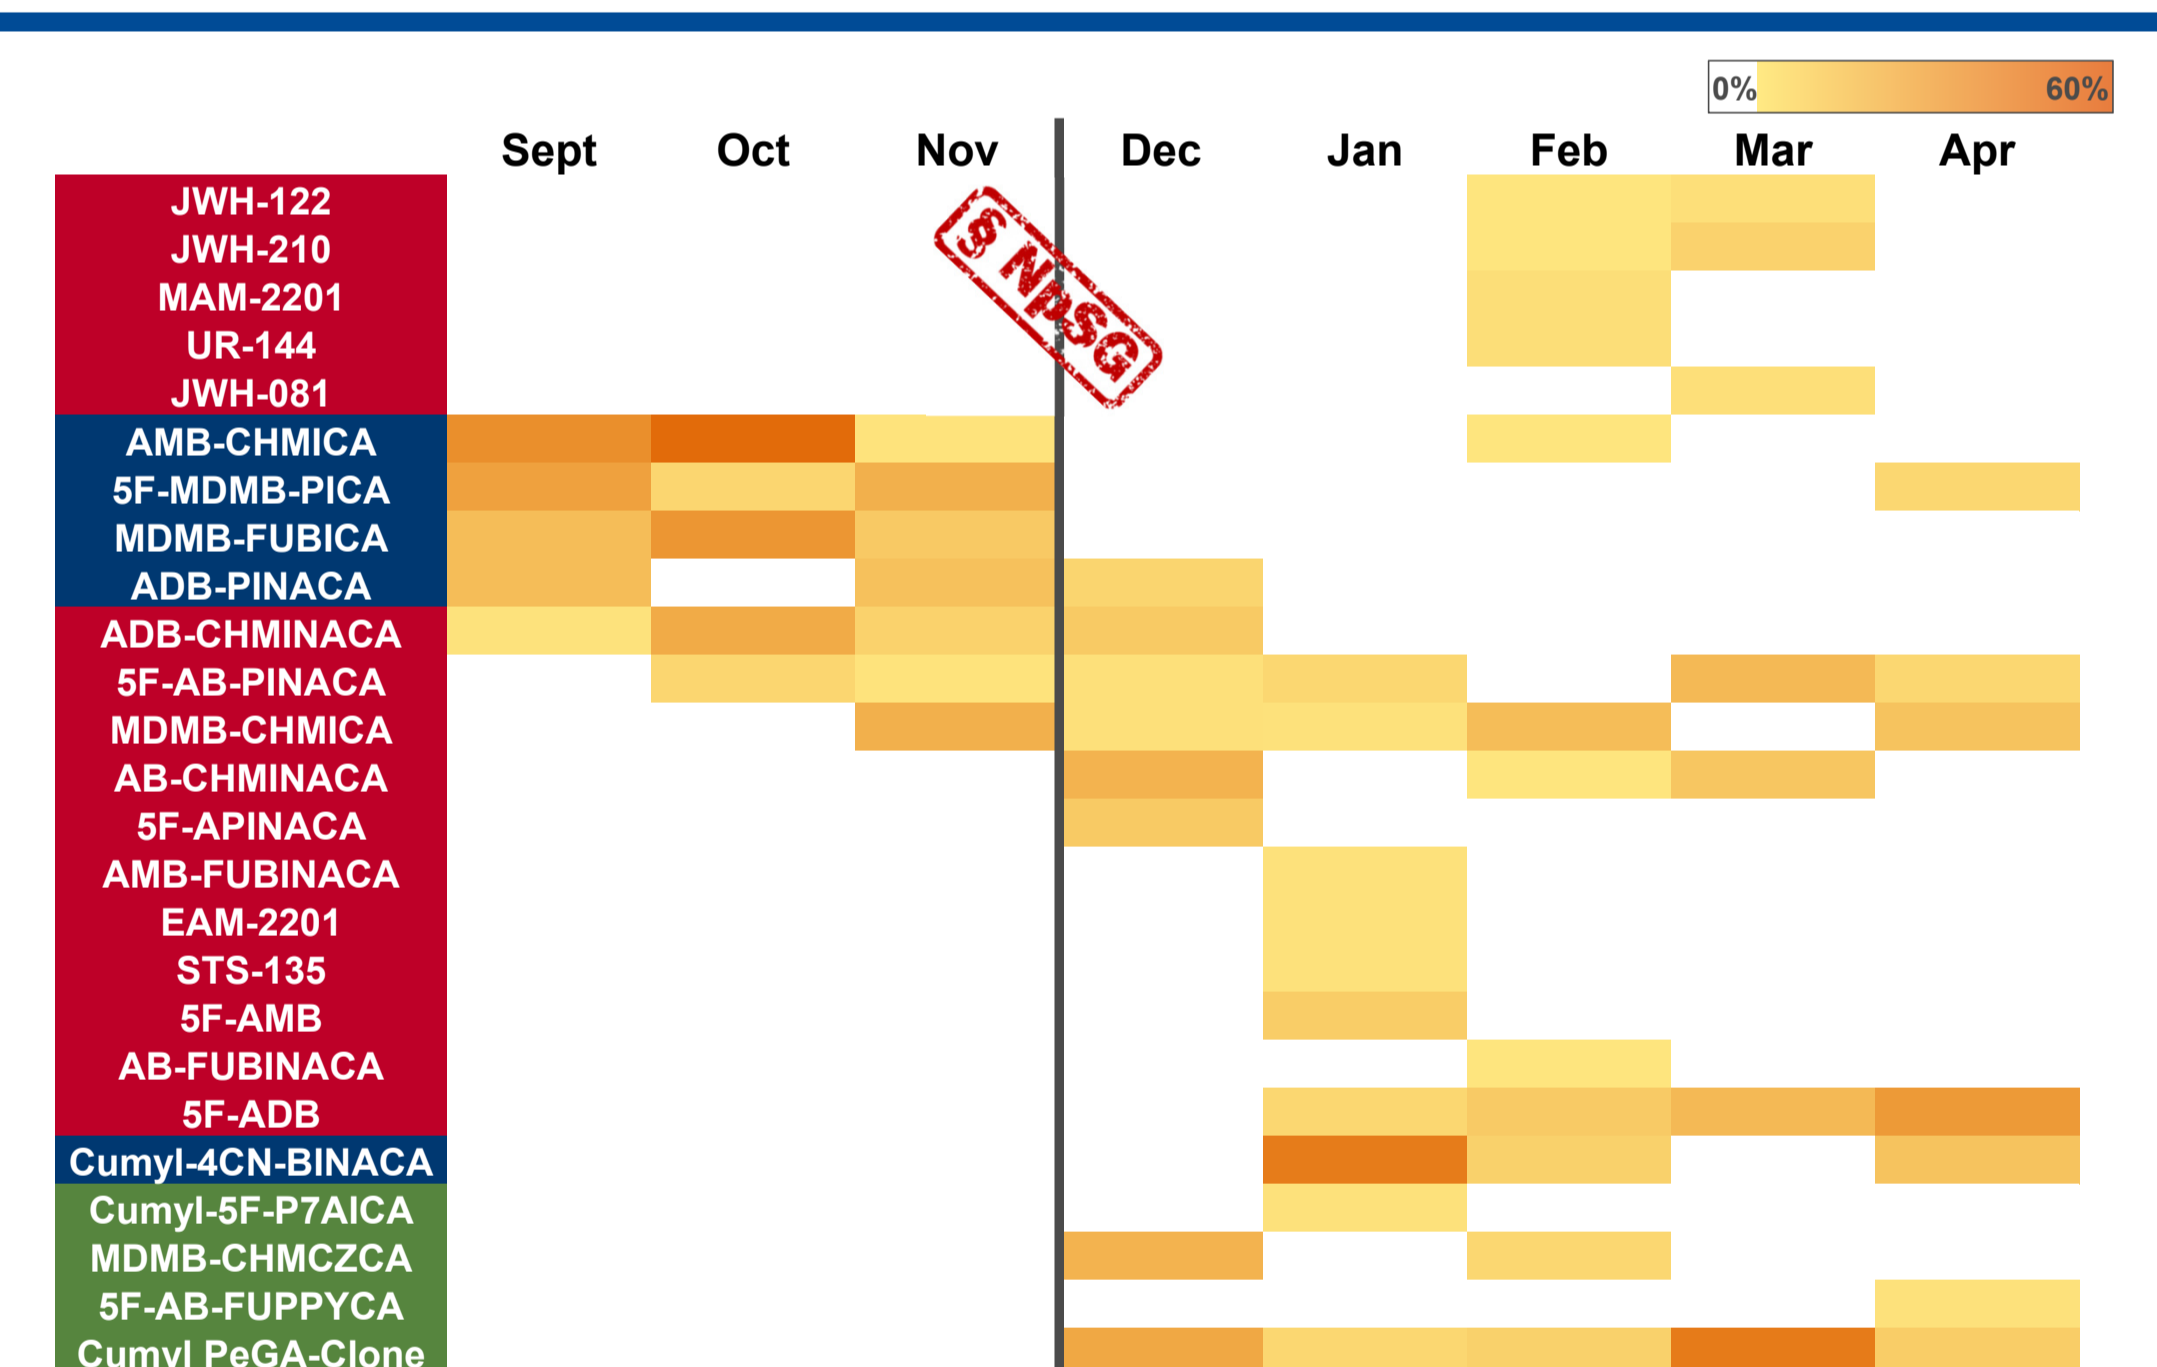 0% 60%
Sept Oct Nov Dec Jan Feb Mar Apr
JWH-122
JWH-210
MAM-2201
UR-144
JWH-081
§ NpSG
AMB-CHMICA
5F-MDMB-PICA
MDMB-FUBICA
ADB-PINACA
ADB-CHMINACA
5F-AB-PINACA
MDMB-CHMICA
AB-CHMINACA
5F-APINACA
AMB-FUBINACA
EAM-2201
STS-135
5F-AMB
AB-FUBINACA
5F-ADB
Cumyl-4CN-BINACA
Cumyl-5F-P7AICA
MDMB-CHMCZCA
5F-AB-FUPPYCA
Cumyl PeGA-Clone